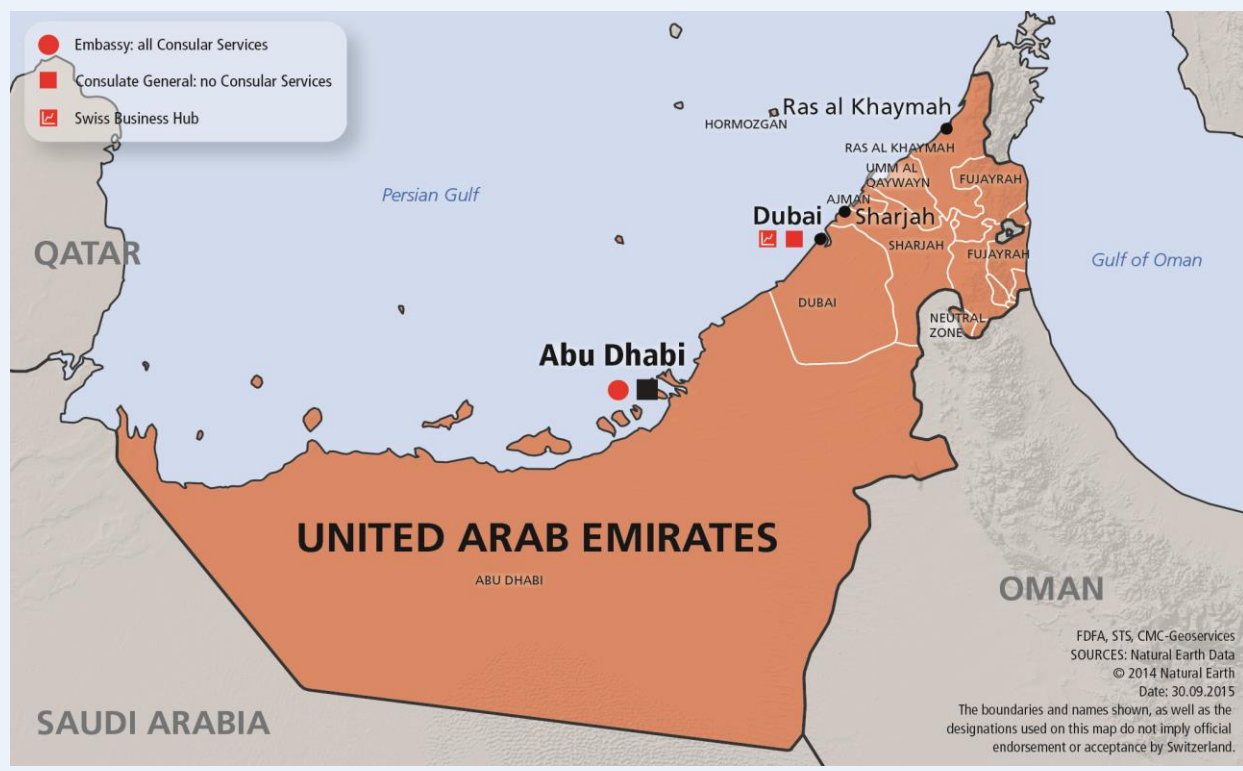 Embassy: all Consular Services
Consulate General: no Consular Services
Swiss Business Hub
Ras al Khaymah
HORMOZGAN
RAS AL KHAYMAH
UMM AL
QAYWAYN
FUJAYRAH
Persian Gulf
AJMAN
Dubai
Sharjah
QATAR
SHARJAH
FUJAYRAH
Gulf of Oman
DUBAI
NEUTRAL
ZONE
Abu Dhabi
UNITED ARAB EMIRATES
ABU DHABI
OMAN
SAUDI ARABIA
FDFA, STS, CMC-Geoservices
SOURCES: Natural Earth Data
© 2014 Natural Earth
Date: 30.09.2015
The boundaries and names shown, as well as the
designations used on this map do not imply official
endorsement or acceptance by Switzerland.